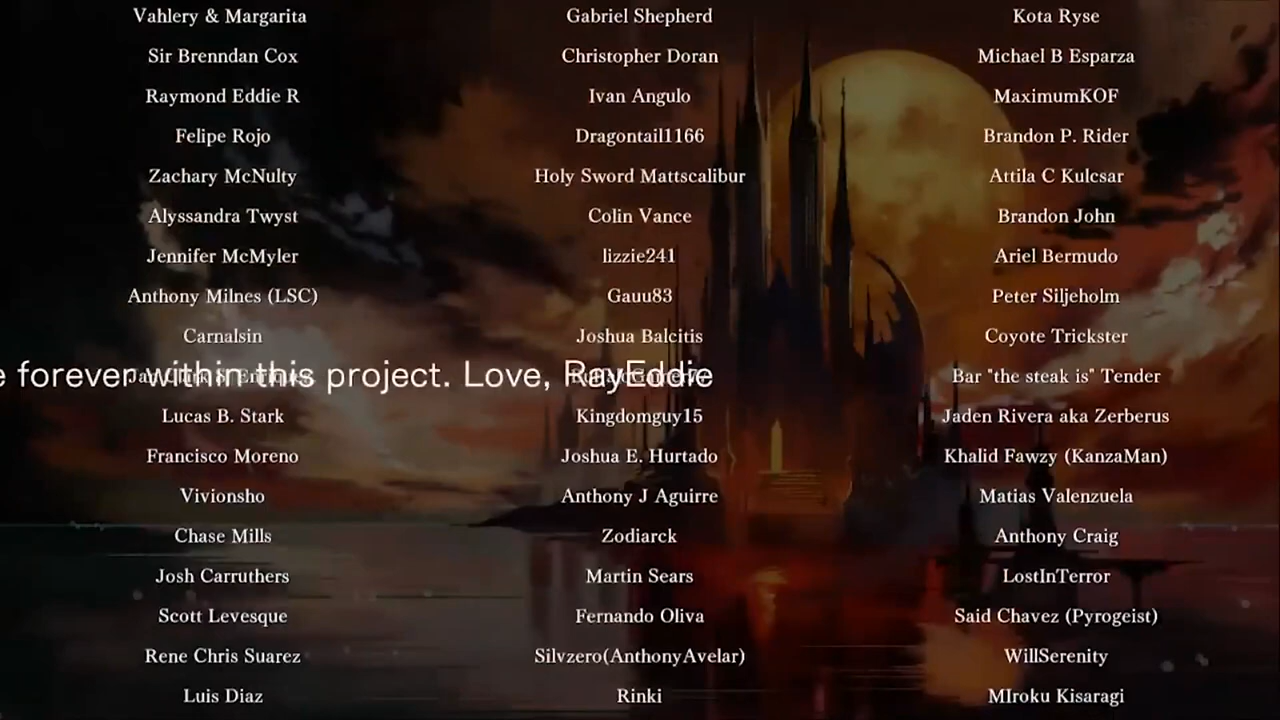 Vahlery & Margarita
Sir Brenndan Cox
Raymond Eddie R
Felipe Rojo
Zachary McNulty
Alyssandra Twyst
Jennifer McMyler
Anthony Milnes (LSC)
Carnalsin
Lucas B. Stark
Francisco Moreno
Vivionsho
Chase Mills
Josh Carruthers
Scott Levesque
Rene Chris Suarez
Luis Diaz
Gabriel Shepherd
Christopher Doran
Ivan Angulo
Dragontail1166
Holy Sword Mattscalibur
Colin Vance
lizzie241
Gauu83
Joshua Balcitis
Kingdomguy15
Joshua E. Hurtado
Anthony J Aguirre
Zodiarck
Martin Sears
Fernando Oliva
Silvzero(AnthonyAvelar)
Rinki
Kota Ryse
Michael B Esparza
MaximumKOF
Brandon P. Rider
Attila C Kulcsar
Brandon John
Ariel Bermudo
Peter Siljeholm
Coyote Trickster
Bar "the steak is" Tender
Jaden Rivera aka Zerberus
Khalid Fawzy (KanzaMan)
Matias Valenzuela
Anthony Craig
LostInTerror
Said Chavez (Pyrogeist)
WillSerenity
MIroku Kisaragi
e forever within this project. Love, RayEddie